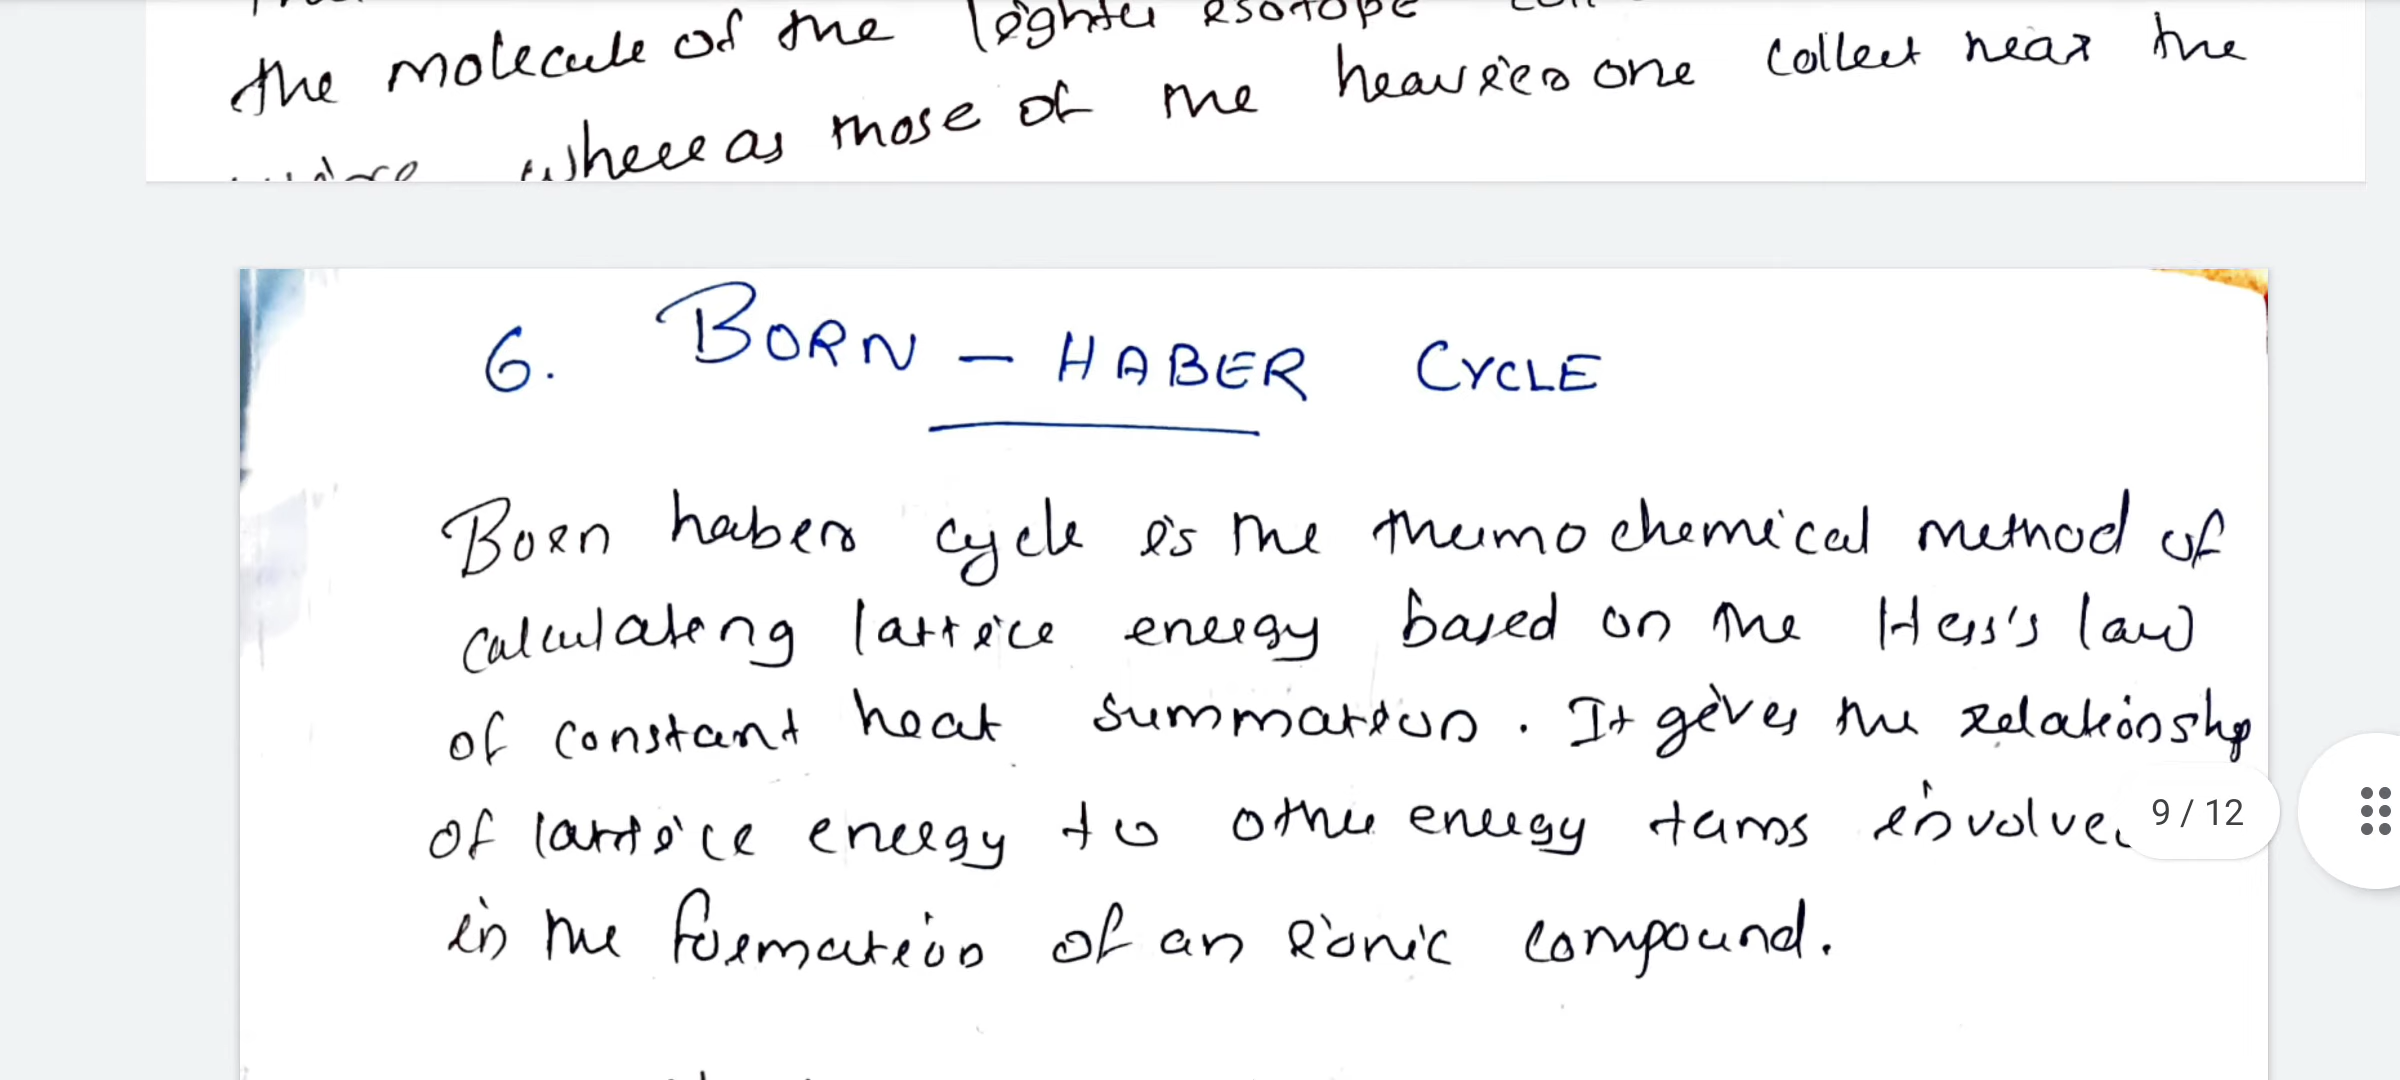 the molecule of the lighter isotope
whereas those of the heavier one collect near the
6. BORN - HABER CYCLE
Born haber cycle is the thermochemical method of
calculating lattice energy based on the Hess's law
of constant heat summation. It gives the relationship
of lattice energy to other energy terms involve
in the formation of an ionic compound.
9 / 12